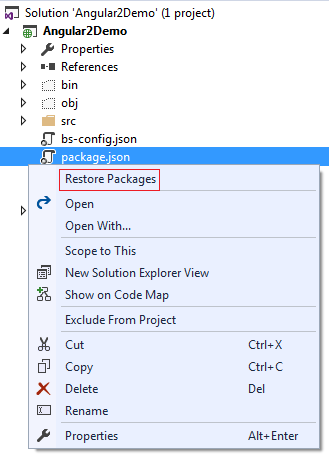 Solution 'Angular2Demo' (1 project)
Angular2Demo
Properties
References
bin
obj
src
bs-config.json
package.json
Restore Packages
Open
Open With...
Scope to This
New Solution Explorer View
Show on Code Map
Exclude From Project
Cut Ctrl+X
Copy Ctrl+C
Delete Del
Rename
Properties Alt+Enter